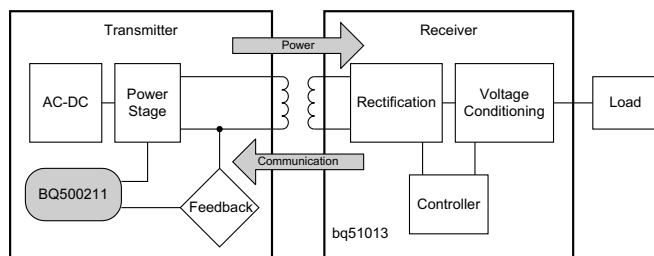 Transmitter
Power
Receiver
AC-DC
Power
Stage
Rectification
Voltage
Conditioning
Load
Communication
BQ500211
Feedback
Controller
bq51013